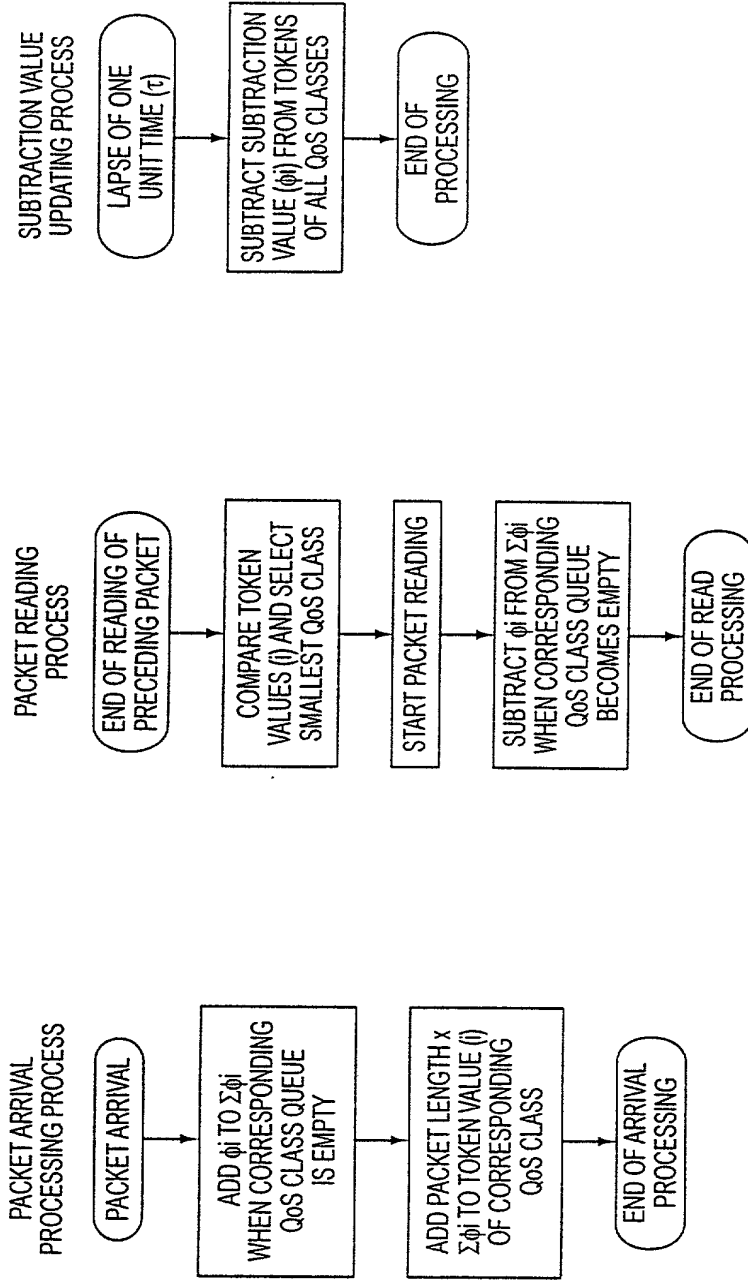 PACKET ARRIVAL
PROCESSING PROCESS
PACKET ARRIVAL
ADD ϕi TO Σϕi
WHEN CORRESPONDING
QoS CLASS QUEUE
IS EMPTY
ADD PACKET LENGTH x
Σϕi TO TOKEN VALUE (i)
OF CORRESPONDING
QoS CLASS
END OF ARRIVAL
PROCESSING
PACKET READING
PROCESS
END OF READING OF
PRECEDING PACKET
COMPARE TOKEN
VALUES (i) AND SELECT
SMALLEST QoS CLASS
START PACKET READING
SUBTRACT ϕi FROM Σϕi
WHEN CORRESPONDING
QoS CLASS QUEUE
BECOMES EMPTY
END OF READ
PROCESSING
SUBTRACTION VALUE
UPDATING PROCESS
LAPSE OF ONE
UNIT TIME (τ)
SUBTRACT SUBTRACTION
VALUE (ϕi) FROM TOKENS
OF ALL QoS CLASSES
END OF
PROCESSING